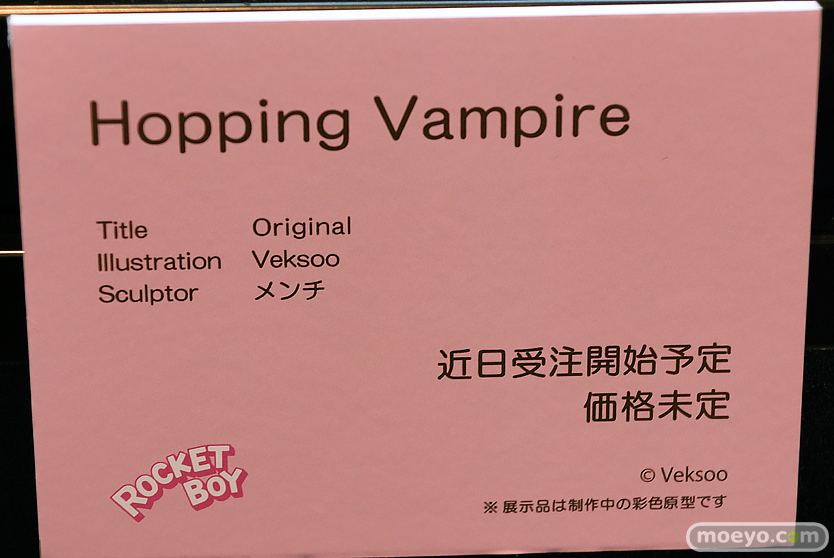 Hopping Vampire
Title Original
Illustration Veksoo
Sculptor メンチ
近日受注開始予定
価格未定
ROCKET
BOY
© Veksoo
※展示品は制作中の彩色原型です
moeyo.com